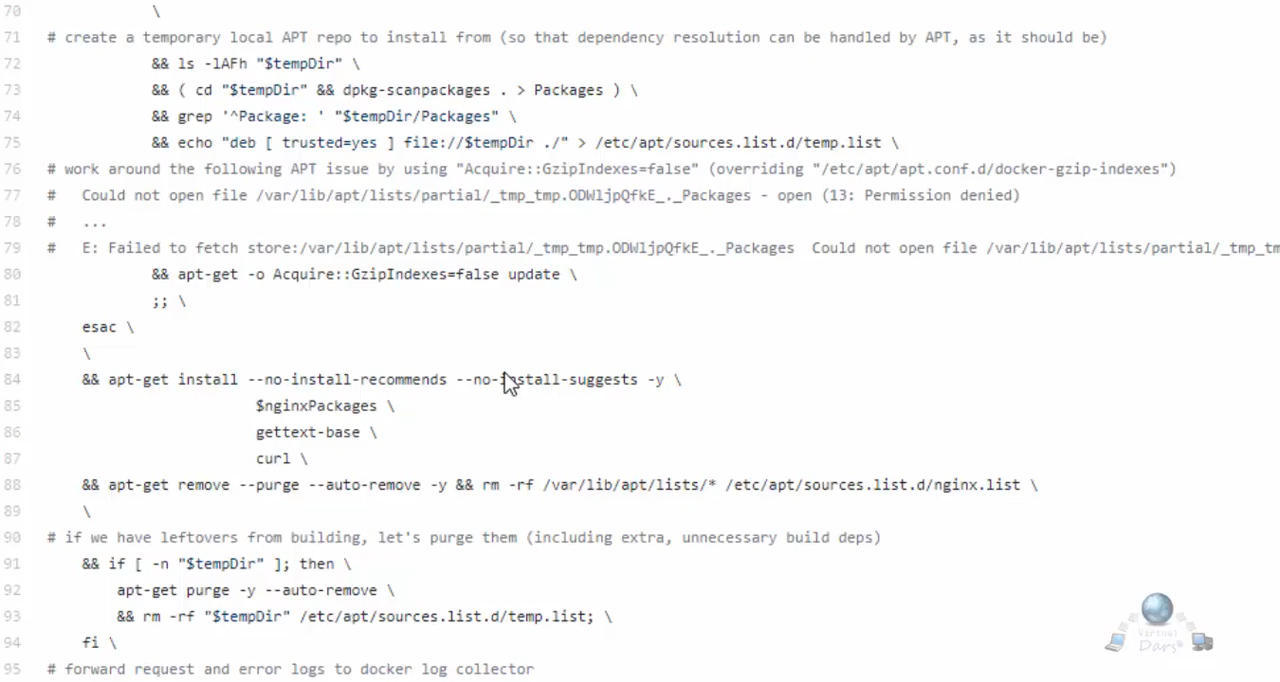 70 \
71 # create a temporary local APT repo to install from (so that dependency resolution can be handled by APT, as it should be)
72 && ls -lAFh "$tempDir" \
73 && ( cd "$tempDir" && dpkg-scanpackages . > Packages ) \
74 && grep '^Package: ' "$tempDir/Packages" \
75 && echo "deb [ trusted=yes ] file://$tempDir ./" > /etc/apt/sources.list.d/temp.list \
76 # work around the following APT issue by using "Acquire::GzipIndexes=false" (overriding "/etc/apt/apt.conf.d/docker-gzip-indexes")
77 # Could not open file /var/lib/apt/lists/partial/_tmp_tmp.ODWljpQfkE_._Packages - open (13: Permission denied)
78 # ...
79 # E: Failed to fetch store:/var/lib/apt/lists/partial/_tmp_tmp.ODWljpQfkE_._Packages Could not open file /var/lib/apt/lists/partial/_tmp_tm
80 && apt-get -o Acquire::GzipIndexes=false update \
81 ;; \
82 esac \
83 \
84 && apt-get install --no-install-recommends --no-install-suggests -y \
85 $nginxPackages \
86 gettext-base \
87 curl \
88 && apt-get remove --purge --auto-remove -y && rm -rf /var/lib/apt/lists/* /etc/apt/sources.list.d/nginx.list \
89 \
90 # if we have leftovers from building, let's purge them (including extra, unnecessary build deps)
91 && if [ -n "$tempDir" ]; then \
92 apt-get purge -y --auto-remove \
93 && rm -rf "$tempDir" /etc/apt/sources.list.d/temp.list; \
94 fi \
95 # forward request and error logs to docker log collector
Virtual
Dars®